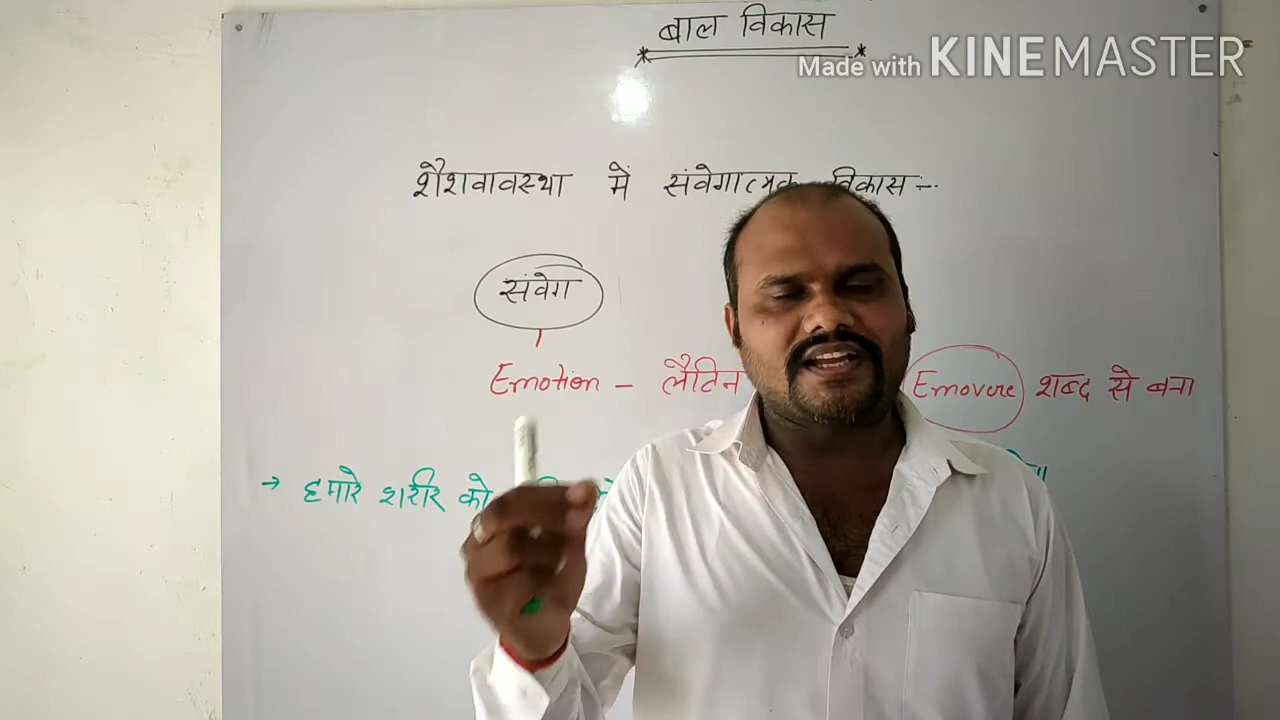 बाल विकास
Made with KINEMASTER
शैशवावस्था में संवेगात्मक विकास -
संवेग
Emotion - लैटिन Emovere शब्द से बना
→ हमारे शरीर को